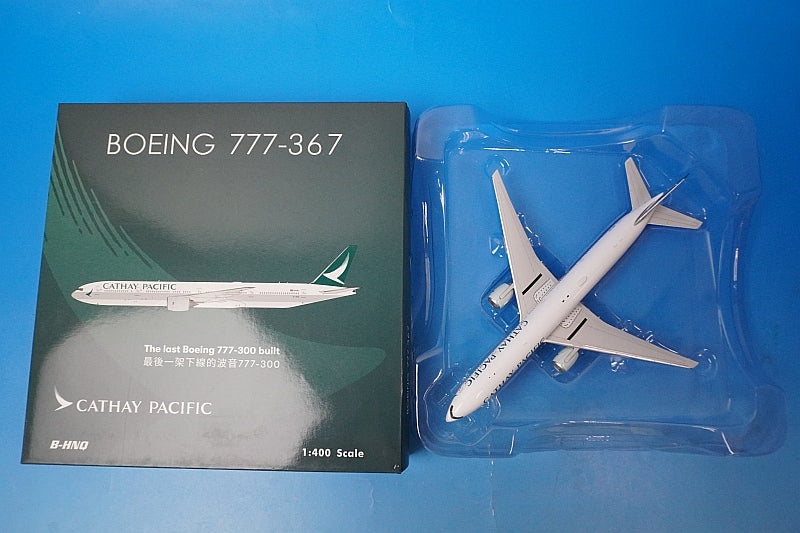 BOEING 777-367
CATHAY PACIFIC
The last Boeing 777-300 built
最後一架下線的波音777-300
CATHAY PACIFIC
B-HNQ
1:400 Scale
CATHAY PACIFIC